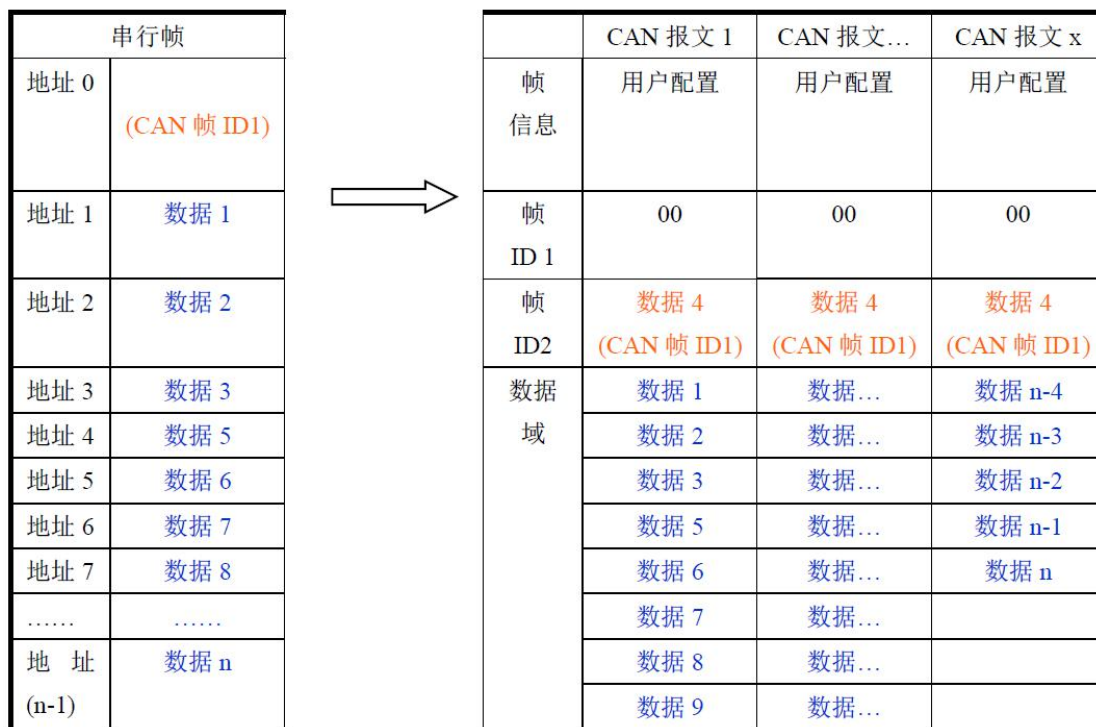 串行帧
地址 0
(CAN 帧 ID1)
地址 1 数据 1
地址 2 数据 2
地址 3 数据 3
地址 4 数据 5
地址 5 数据 6
地址 6 数据 7
地址 7 数据 8
…… ……
地 址 数据 n
(n-1)
CAN 报文 1 CAN 报文… CAN 报文 x
帧 用户配置 用户配置 用户配置
信息
帧 00 00 00
ID 1
帧 数据 4 数据 4 数据 4
ID2 (CAN 帧 ID1) (CAN 帧 ID1) (CAN 帧 ID1)
数据 数据 1 数据… 数据 n-4
域 数据 2 数据… 数据 n-3
数据 3 数据… 数据 n-2
数据 5 数据… 数据 n-1
数据 6 数据… 数据 n
数据 7 数据…
数据 8 数据…
数据 9 数据…